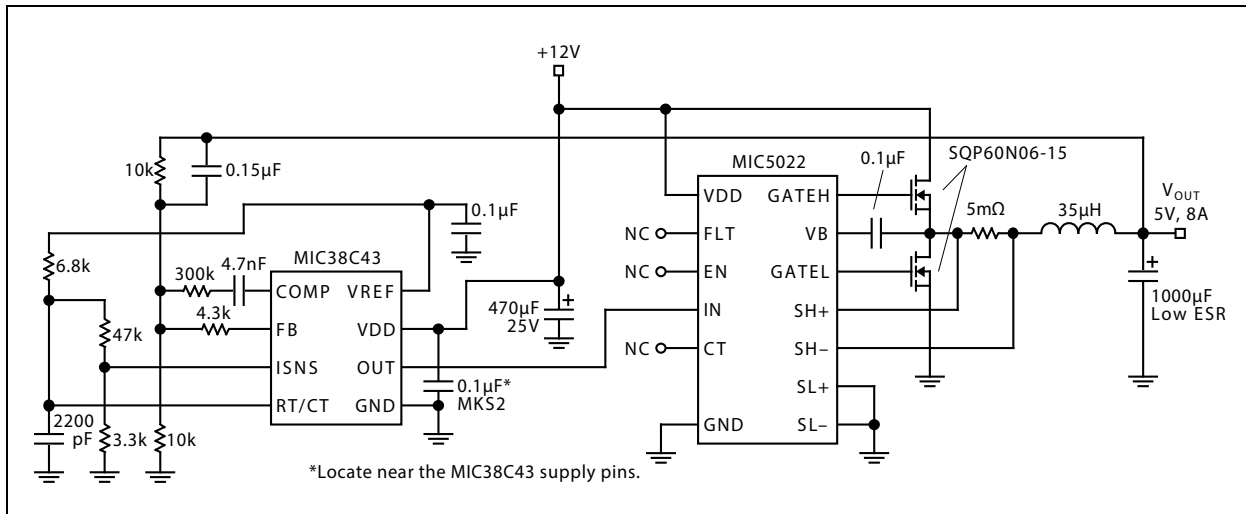 +12V
10k
0.15µF
0.1µF
6.8k
300k
4.7nF
MIC38C43
COMP
VREF
4.3k
FB
VDD
47k
ISNS
OUT
RT/CT
GND
2200
pF
3.3k
10k
470µF
25V
0.1µF*
MKS2
*Locate near the MIC38C43 supply pins.
MIC5022
VDD
GATEH
NC
FLT
VB
NC
EN
GATEL
IN
SH+
NC
CT
SH–
SL+
GND
SL–
0.1µF
SQP60N06-15
5mΩ
35µH
VOUT
5V, 8A
1000µF
Low ESR